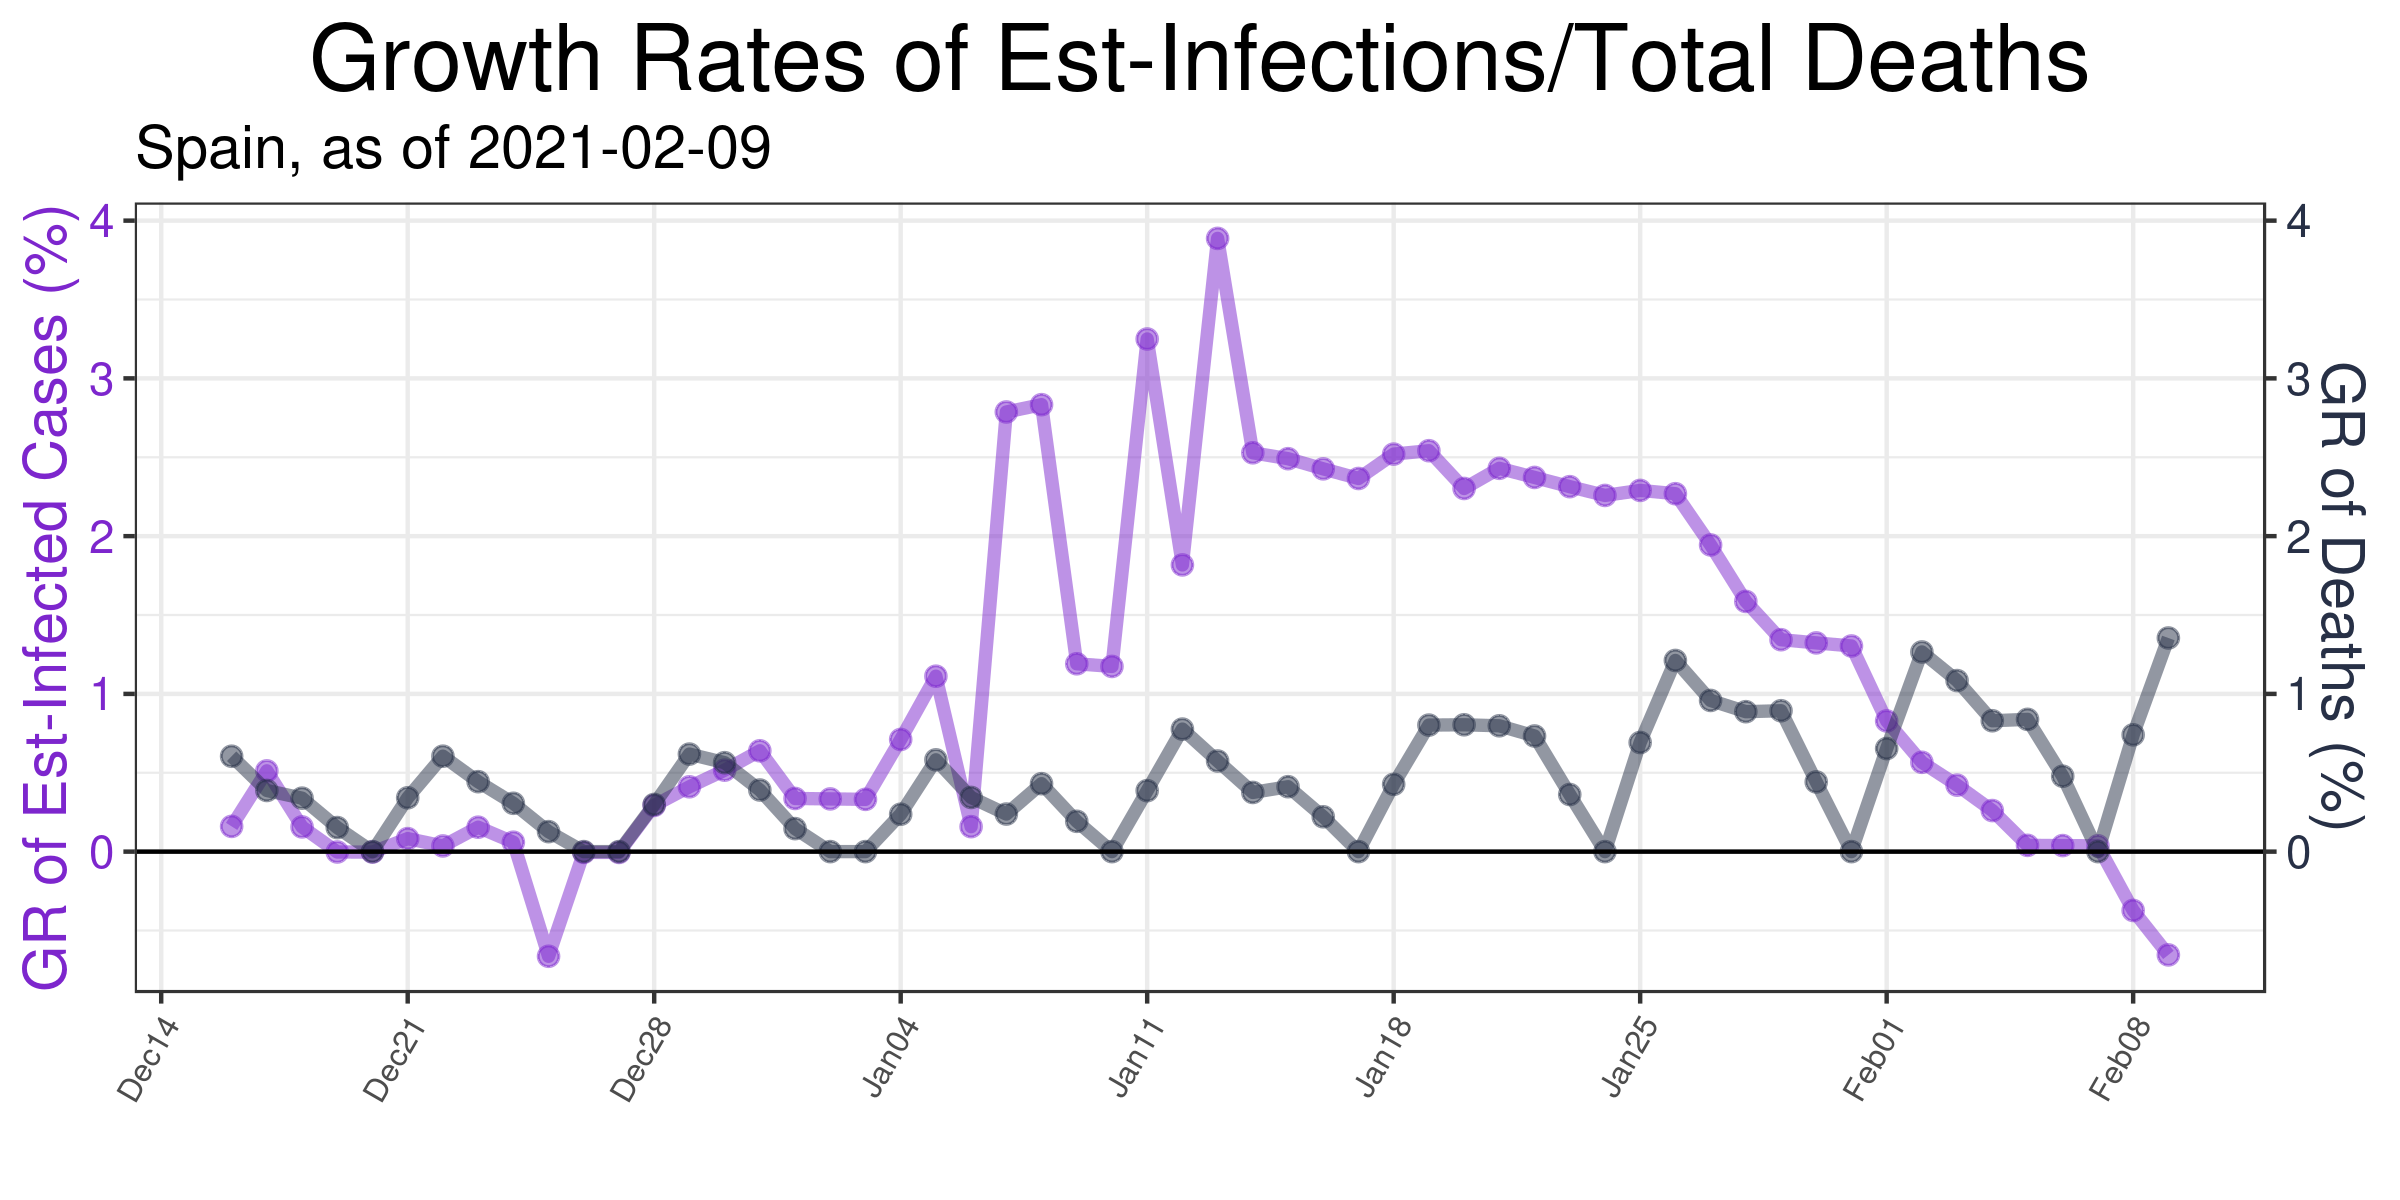 Growth Rates of Est-Infections/Total Deaths
Spain, as of 2021-02-09
GR of Est-Infected Cases (%)
4
3
2
1
0
4
3
2
1
0
GR of Deaths (%)
Dec14
Dec21
Dec28
Jan04
Jan11
Jan18
Jan25
Feb01
Feb08